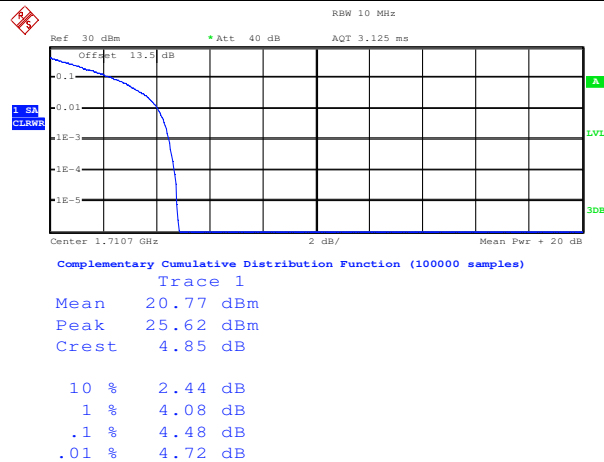 RBW 10 MHz
Ref 30 dBm * Att 40 dB AQT 3.125 ms
Offset 13.5 dB
0.1
A
1 SA
CLRWR
0.01
LVL
1E-3
1E-4
1E-5
3DB
Center 1.7107 GHz 2 dB/ Mean Pwr + 20 dB
Complementary Cumulative Distribution Function (100000 samples)
Trace 1
Mean 20.77 dBm
Peak 25.62 dBm
Crest 4.85 dB
10 % 2.44 dB
1 % 4.08 dB
.1 % 4.48 dB
.01 % 4.72 dB